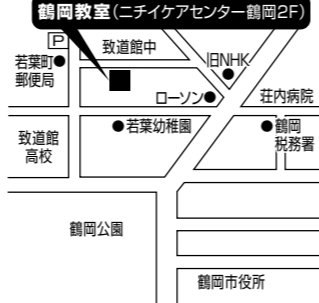 鶴岡教室(ニチイケアセンター鶴岡2F)
P
致道館中
旧NHK
若葉町
郵便局
ローソン
荘内病院
若葉幼稚園
鶴岡
税務署
致道館
高校
鶴岡公園
鶴岡市役所